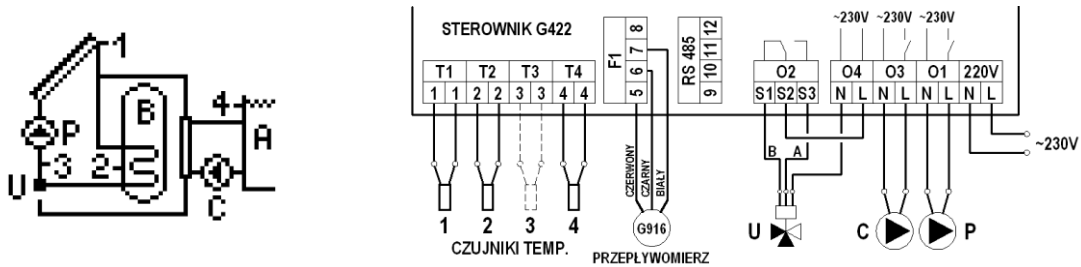 1
B
4
P
A
3
2
U
C
~230V ~230V ~230V
STEROWNIK G422
F1
8
7
6
5
RS 485
12
11
10
9
T1 T2 T3 T4
1 1 2 2 3 3 4 4
O2 O4 O3 O1 220V
S1 S2 S3 N L N L N L N L
~230V
B A
CZERWONY
CZARNY
BIAŁY
1 2 3 4
G916
U C P
CZUJNIKI TEMP.
PRZEPŁYWOMIERZ